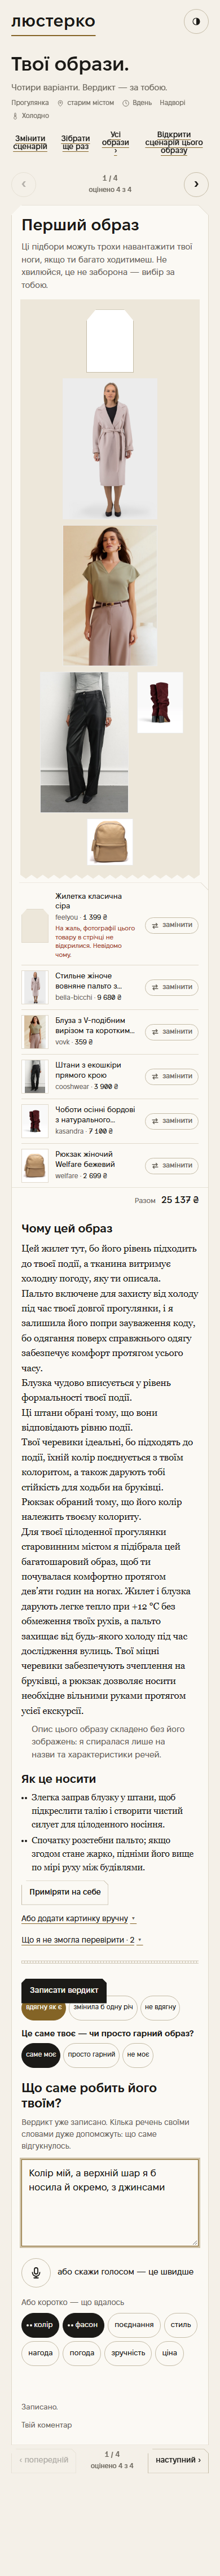 люстерко
Твої образи.
Чотири варіанти. Вердикт — за тобою.
Прогулянка старим містом Вдень Надворі
Холодно
Змінити сценарій
Зібрати ще раз
Усі образи ›
Відкрити сценарій цього образу
‹
1 / 4
оцінено 4 з 4
›
Перший образ
Ці підбори можуть трохи навантажити твої
ноги, якщо ти багато ходитимеш. Не
хвилюйся, це не заборона — вибір за
тобою.
Жилетка класична
сіра
feelyou · 1 399 ₴
На жаль, фотографії цього
товару в стрічці не
відкрилися. Невідомо
чому.
замінити
Стильне жіноче
вовняне пальто з…
bella-bicchi · 9 680 ₴
замінити
Блуза з V-подібним
вирізом та коротким…
vovk · 359 ₴
замінити
Штани з екошкіри
прямого крою
cooshwear · 3 900 ₴
замінити
Чоботи осінні бордові
з натурального…
kasandra · 7 100 ₴
замінити
Рюкзак жіночий
Welfare бежевий
welfare · 2 699 ₴
замінити
Разом 25 137 ₴
Чому цей образ
Цей жилет тут, бо його рівень підходить
до твоєї події, а тканина витримує
холодну погоду, яку ти описала.
Пальто включене для захисту від холоду
під час твоєї довгої прогулянки, і я
залишила його попри зауваження коду,
бо одягання поверх справжнього одягу
забезпечує комфорт протягом усього
часу.
Блузка чудово вписується у рівень
формальності твоєї події.
Ці штани обрані тому, що вони
відповідають рівню події.
Твої черевики ідеальні, бо підходять до
події, їхній колір поєднується з твоїм
колоритом, а також дарують тобі
стійкість для ходьби на бруківці.
Рюкзак обраний тому, що його колір
належить твоєму колориту.
Для твоєї цілоденної прогулянки
старовинним містом я підібрала цей
багатошаровий образ, щоб ти
почувалася комфортно протягом
дев’яти годин на ногах. Жилет і блузка
дарують легке тепло при +12 °C без
обмеження твоїх рухів, а пальто
захищає від будь-якого холоду під час
дослідження вулиць. Твої міцні
черевики забезпечують зчеплення на
бруківці, а рюкзак дозволяє носити
необхідне вільними руками протягом
усієї екскурсії.
Опис цього образу складено без його
зображення: я спиралася лише на
назви та характеристики речей.
Як це носити
Злегка заправ блузку у штани, щоб
підкреслити талію і створити чистий
силует для цілоденного носіння.
Спочатку розстебни пальто; якщо
згодом стане жарко, підніми його вище
по мірі руху між будівлями.
Приміряти на себе
Або додати картинку вручну
Що я не змогла перевірити · 2
Записати вердикт
вдягну як є
змінила б одну річ
не вдягну
Це саме твоє — чи просто гарний образ?
саме моє
просто гарний
не моє
Що саме робить його
твоїм?
Вердикт уже записано. Кілька речень своїми
словами дуже допоможуть: що саме
відгукнулось.
Колір мій, а верхній шар я б
носила й окремо, з джинсами
або скажи голосом — це швидше
Або коротко — що вдалось
колір
фасон
поєднання
стиль
нагода
погода
зручність
ціна
Записано.
Твій коментар
‹ попередній
1 / 4
оцінено 4 з 4
наступний ›